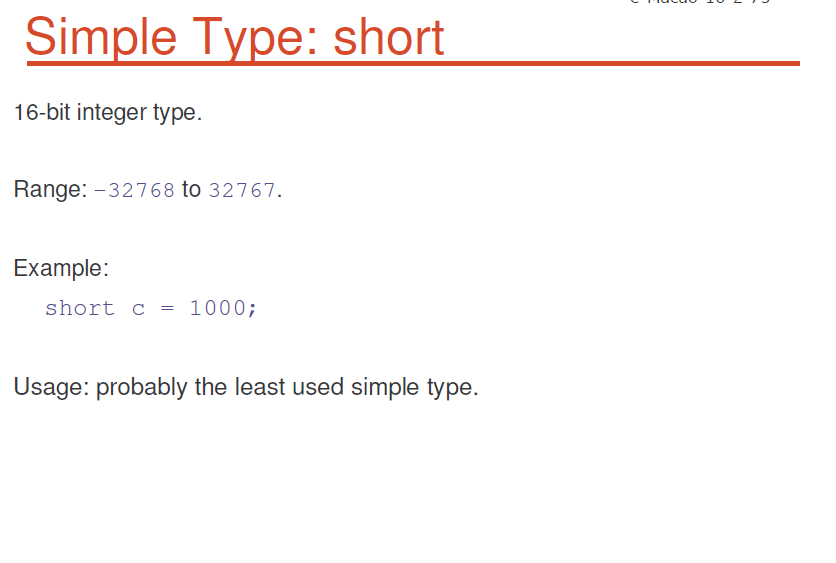 Simple Type: short
16-bit integer type.
Range: -32768 to 32767.
Example:
short c = 1000;
Usage: probably the least used simple type.